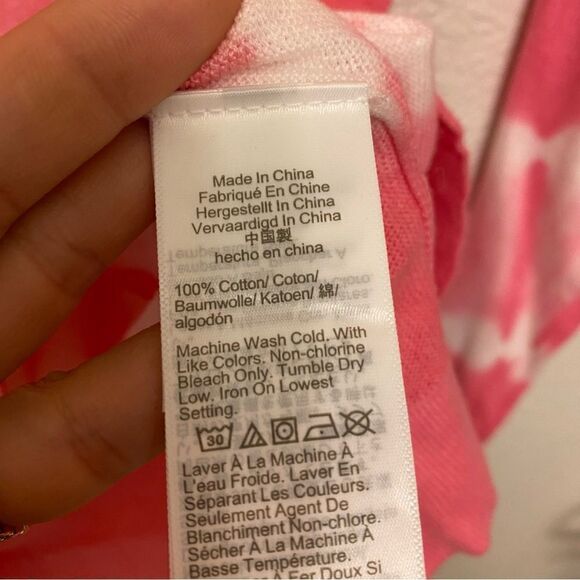 Made In China
Fabriqué En Chine
Hergestellt In China
Vervaardigd In China
中国製
hecho en china
100% Cotton/ Coton/
Baumwolle/ Katoen/ 綿/
algodón
Machine Wash Cold. With
Like Colors. Non-chlorine
Bleach Only. Tumble Dry
Low. Iron On Lowest
Setting.
30
Laver À La Machine À
L'eau Froide. Laver En
Séparant Les Couleurs.
Seulement Agent De
Blanchiment Non-chlore.
Sécher À La Machine À
Basse Température.
À Fer Doux Si